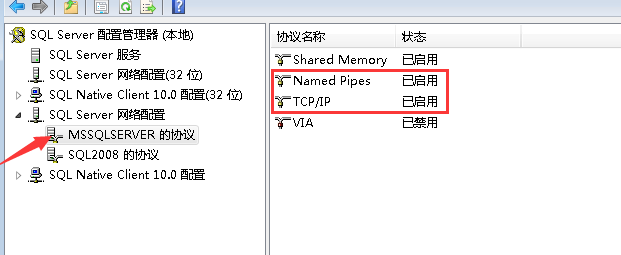 SQL Server 配置管理器 (本地)
SQL Server 服务
SQL Server 网络配置(32 位)
SQL Native Client 10.0 配置(32 位)
SQL Server 网络配置
MSSQLSERVER 的协议
SQL2008 的协议
SQL Native Client 10.0 配置
协议名称 状态
Shared Memory 已启用
Named Pipes 已启用
TCP/IP 已启用
VIA 已禁用